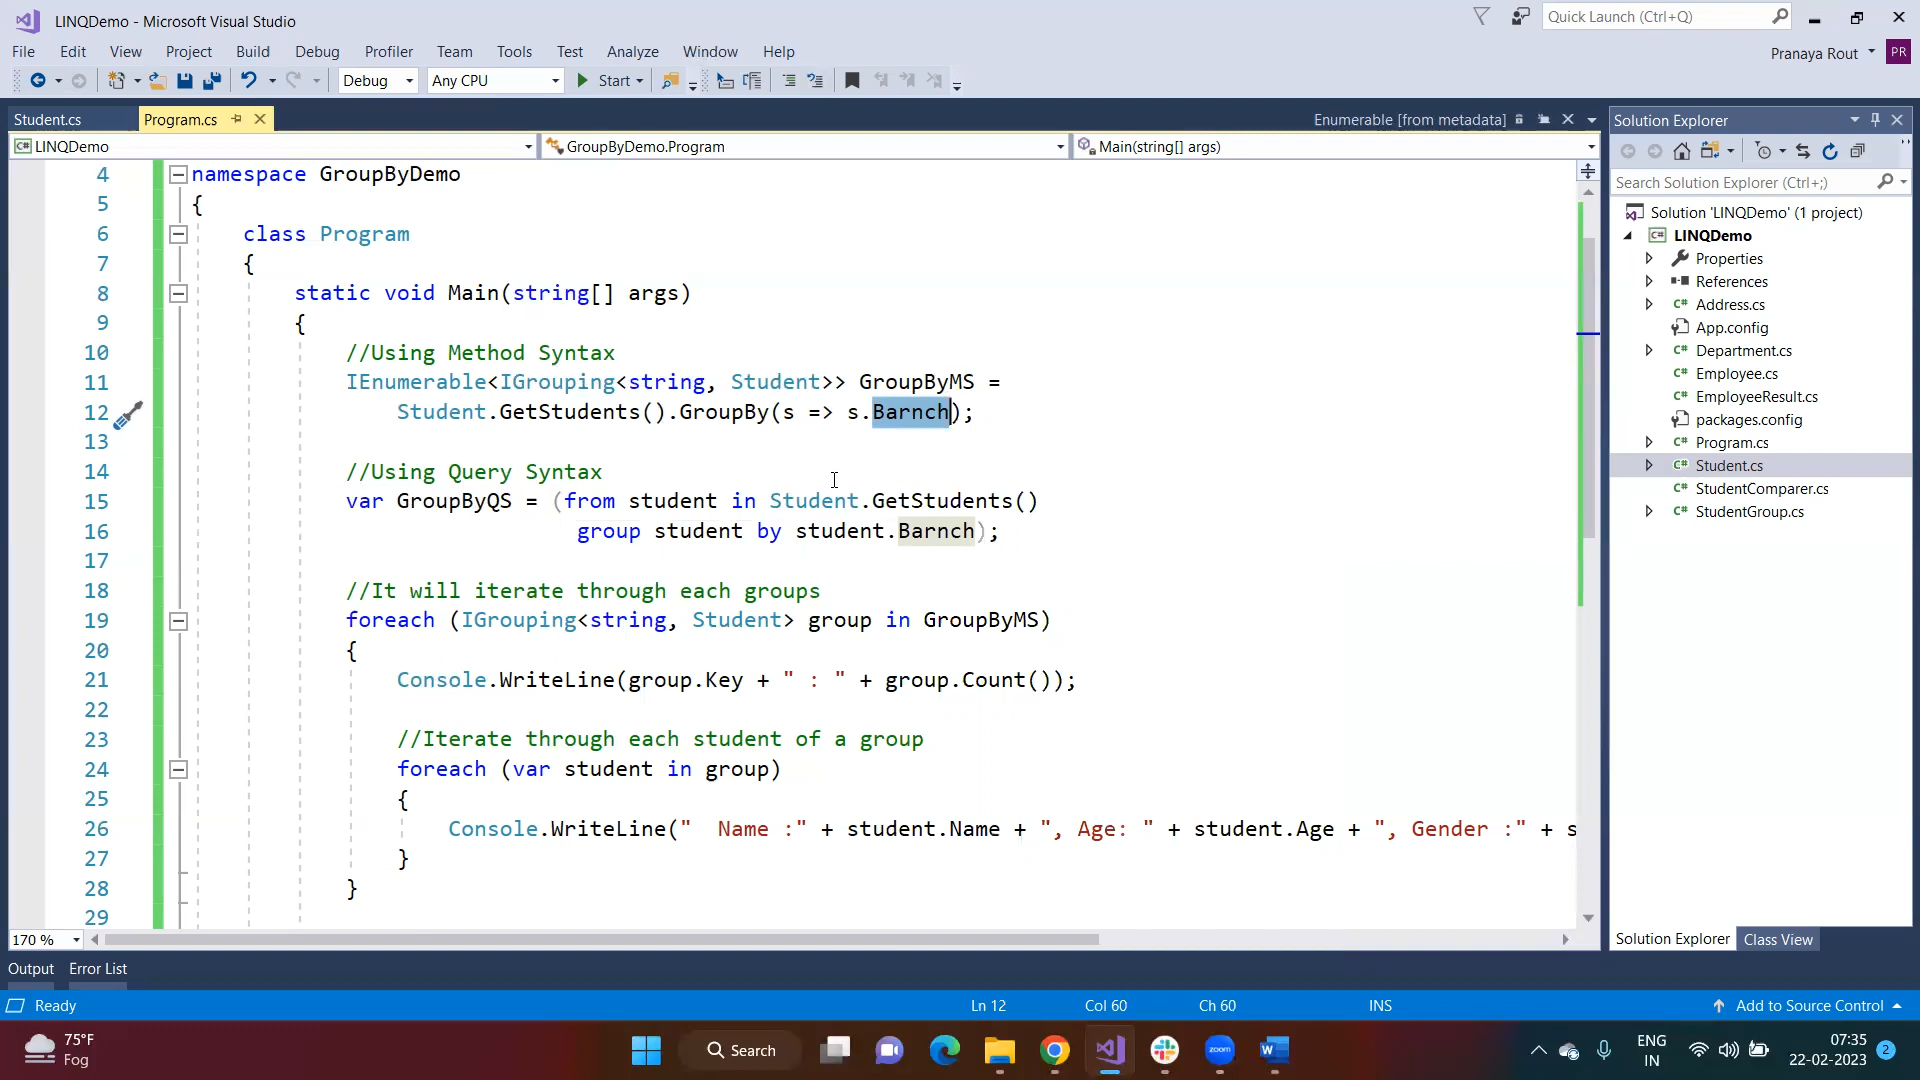 LINQDemo - Microsoft Visual Studio
Quick Launch (Ctrl+Q)
File Edit View Project Build Debug Profiler Team Tools Test Analyze Window Help
Pranaya Rout PR
Debug Any CPU Start
Student.cs Program.cs Enumerable [from metadata]
C# LINQDemo GroupByDemo.Program Main(string[] args)
4 namespace GroupByDemo
5 {
6 class Program
7 {
8 static void Main(string[] args)
9 {
10 //Using Method Syntax
11 IEnumerable<IGrouping<string, Student>> GroupByMS =
12 Student.GetStudents().GroupBy(s => s.Barnch);
13
14 //Using Query Syntax
15 var GroupByQS = (from student in Student.GetStudents()
16 group student by student.Barnch);
17
18 //It will iterate through each groups
19 foreach (IGrouping<string, Student> group in GroupByMS)
20 {
21 Console.WriteLine(group.Key + " : " + group.Count());
22
23 //Iterate through each student of a group
24 foreach (var student in group)
25 {
26 Console.WriteLine("  Name :" + student.Name + ", Age: " + student.Age + ", Gender :" + s
27 }
28 }
29
170 %
Solution Explorer
Search Solution Explorer (Ctrl+;)
Solution 'LINQDemo' (1 project)
C# LINQDemo
Properties
References
C# Address.cs
App.config
C# Department.cs
C# Employee.cs
C# EmployeeResult.cs
packages.config
C# Program.cs
C# Student.cs
C# StudentComparer.cs
C# StudentGroup.cs
Solution Explorer Class View
Output Error List
Ready Ln 12 Col 60 Ch 60 INS Add to Source Control
75°F
Fog
Search
zoom
W
ENG
IN
07:35
22-02-2023
2